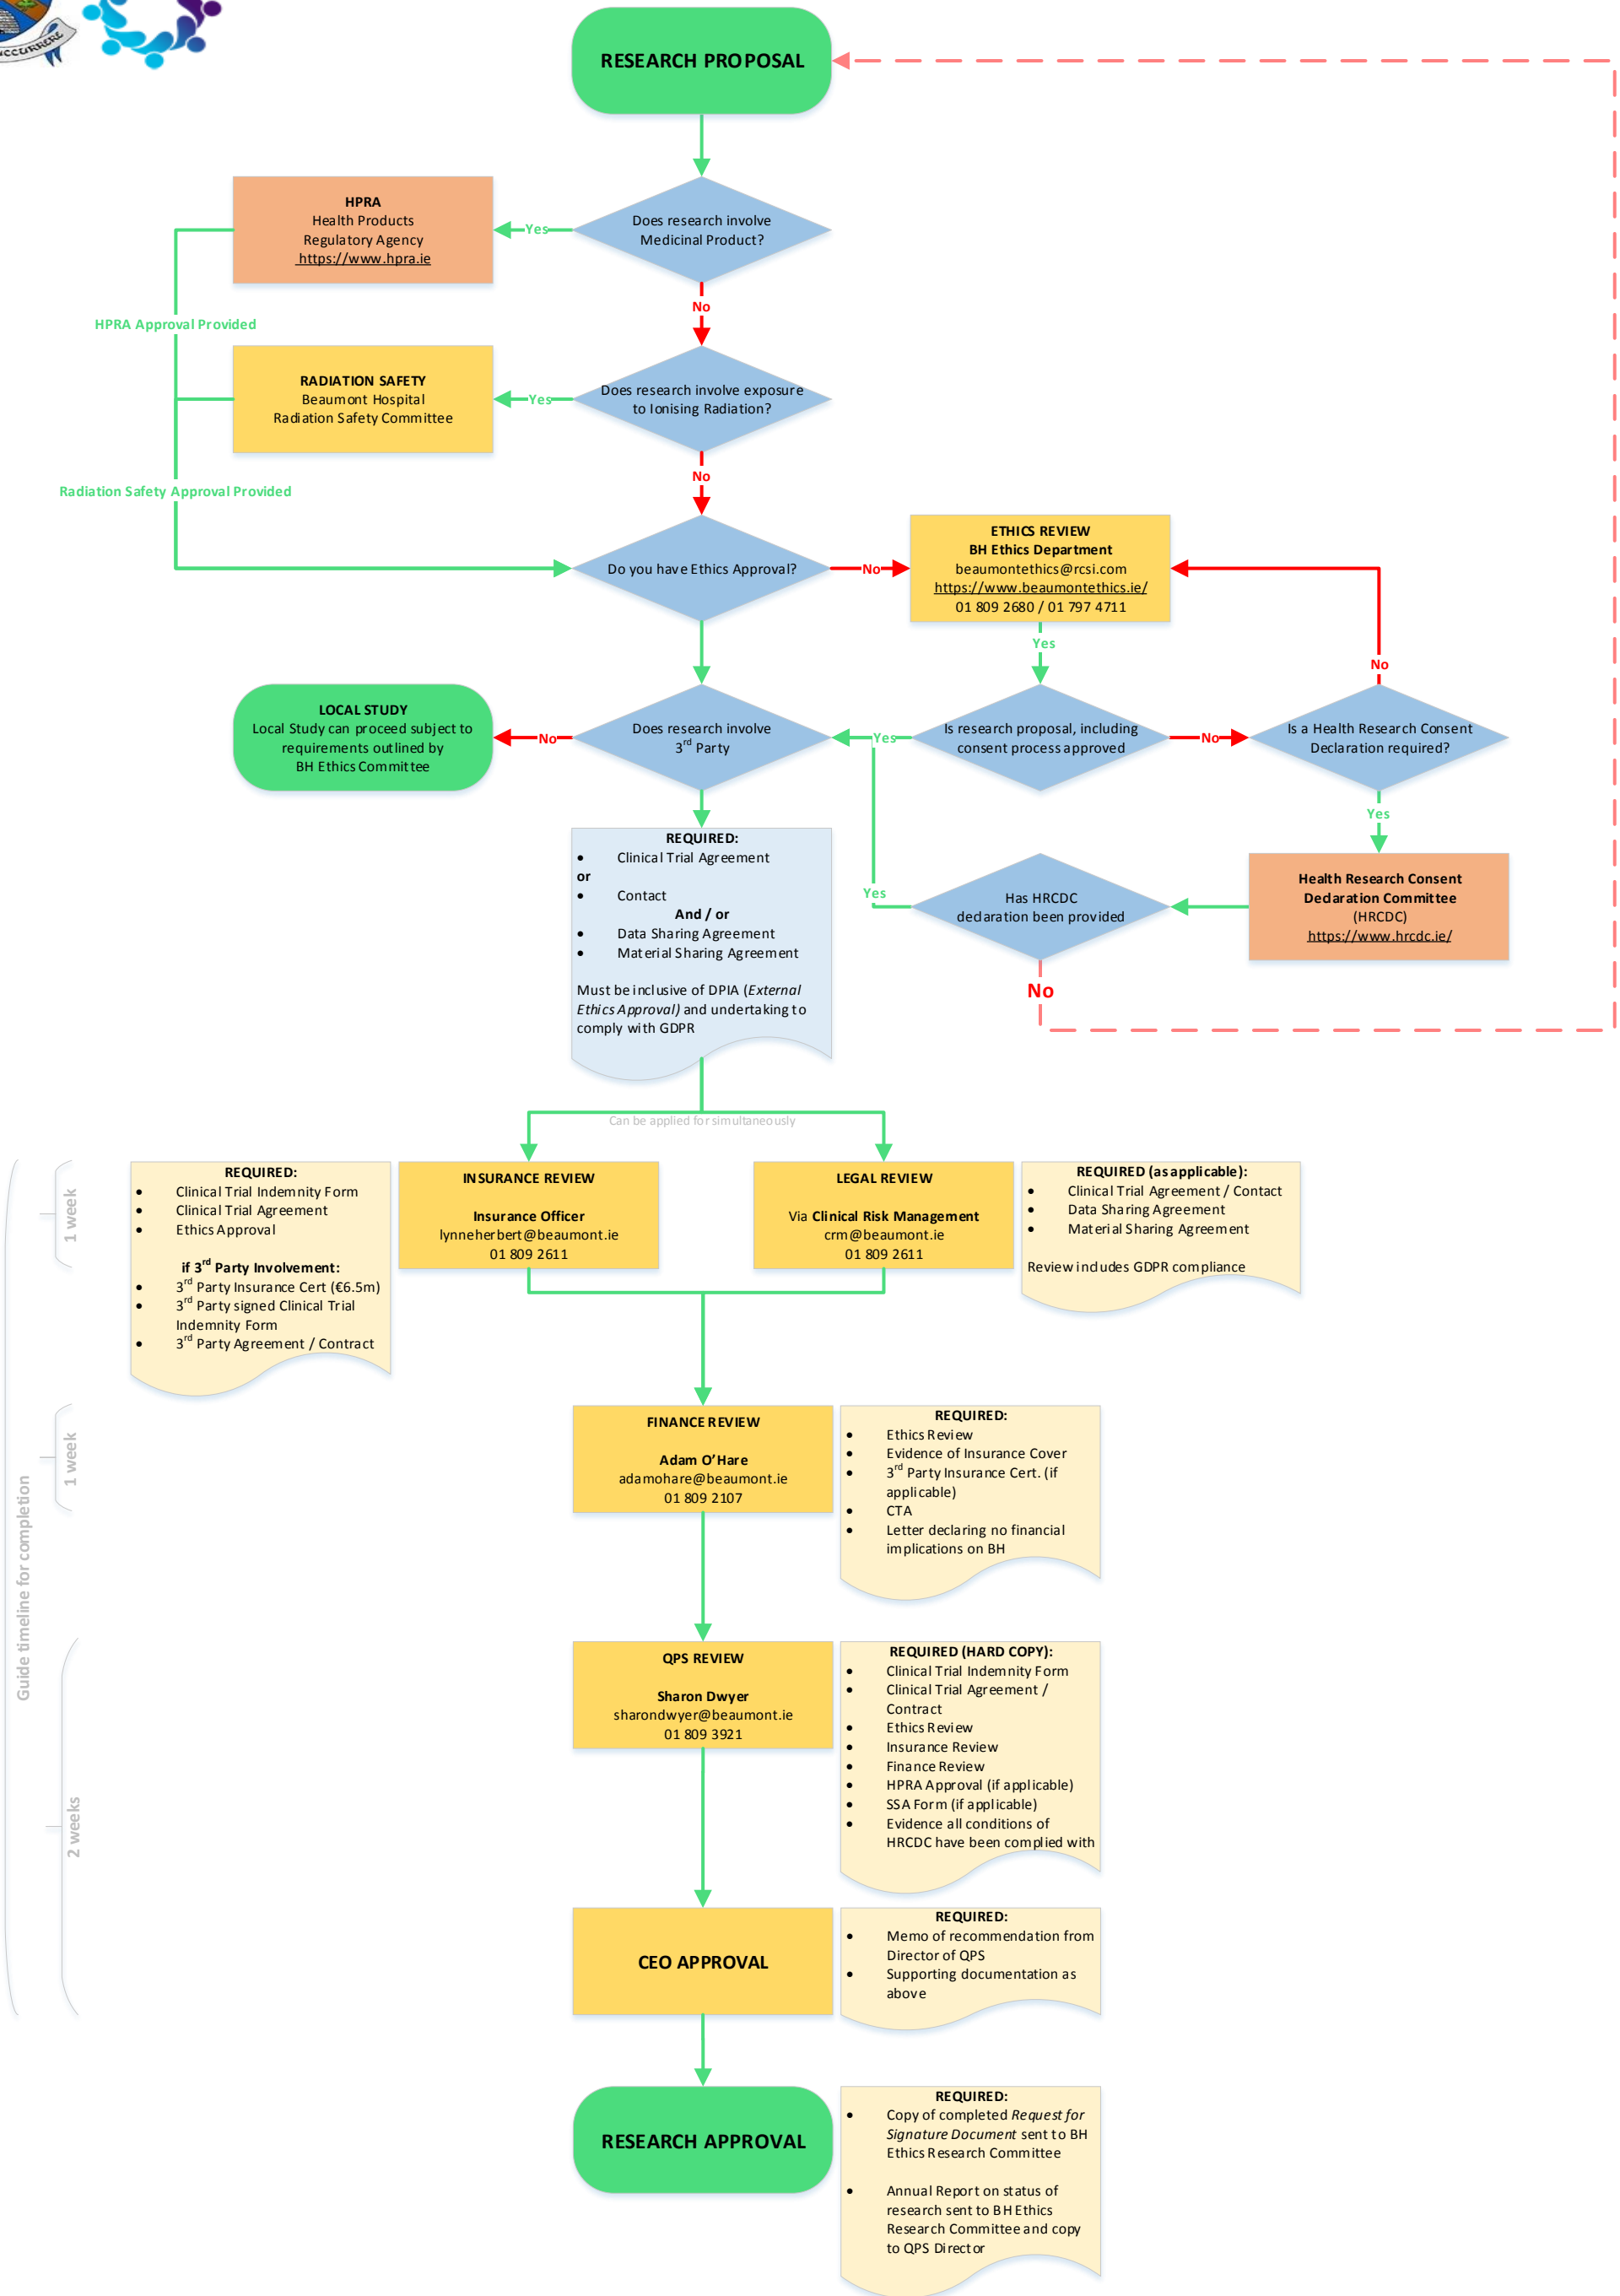 CCURRERE
RESEARCH PROPOSAL
HPRA
Health Products
Regulatory Agency
https://www.hpra.ie
Yes
Does research involve
Medicinal Product?
No
HPRA Approval Provided
RADIATION SAFETY
Beaumont Hospital
Radiation Safety Committee
Yes
Does research involve exposure
to Ionising Radiation?
No
Radiation Safety Approval Provided
Do you have Ethics Approval?
No
ETHICS REVIEW
BH Ethics Department
beaumontethics@rcsi.com
https://www.beaumontethics.ie/
01 809 2680 / 01 797 4711
Yes
No
LOCAL STUDY
Local Study can proceed subject to
requirements outlined by
BH Ethics Committee
No
Does research involve
3rd Party
Yes
Is research proposal, including
consent process approved
No
Is a Health Research Consent
Declaration required?
Yes
REQUIRED:
• Clinical Trial Agreement
or
• Contact
And / or
• Data Sharing Agreement
• Material Sharing Agreement
Must be inclusive of DPIA (External
Ethics Approval) and undertaking to
comply with GDPR
Yes
Has HRCDC
declaration been provided
Health Research Consent
Declaration Committee
(HRCDC)
https://www.hrcdc.ie/
No
Can be applied for simultaneously
Guide timeline for completion
1 week
REQUIRED:
• Clinical Trial Indemnity Form
• Clinical Trial Agreement
• Ethics Approval
if 3rd Party Involvement:
• 3rd Party Insurance Cert (€6.5m)
• 3rd Party signed Clinical Trial
Indemnity Form
• 3rd Party Agreement / Contract
INSURANCE REVIEW
Insurance Officer
lynneherbert@beaumont.ie
01 809 2611
LEGAL REVIEW
Via Clinical Risk Management
crm@beaumont.ie
01 809 2611
REQUIRED (as applicable):
• Clinical Trial Agreement / Contact
• Data Sharing Agreement
• Material Sharing Agreement
Review includes GDPR compliance
1 week
FINANCE REVIEW
Adam O'Hare
adamohare@beaumont.ie
01 809 2107
REQUIRED:
• Ethics Review
• Evidence of Insurance Cover
• 3rd Party Insurance Cert. (if
applicable)
• CTA
• Letter declaring no financial
implications on BH
2 weeks
QPS REVIEW
Sharon Dwyer
sharondwyer@beaumont.ie
01 809 3921
REQUIRED (HARD COPY):
• Clinical Trial Indemnity Form
• Clinical Trial Agreement /
Contract
• Ethics Review
• Insurance Review
• Finance Review
• HPRA Approval (if applicable)
• SSA Form (if applicable)
• Evidence all conditions of
HRCDC have been complied with
CEO APPROVAL
REQUIRED:
• Memo of recommendation from
Director of QPS
• Supporting documentation as
above
RESEARCH APPROVAL
REQUIRED:
• Copy of completed Request for
Signature Document sent to BH
Ethics Research Committee
• Annual Report on status of
research sent to BH Ethics
Research Committee and copy
to QPS Director